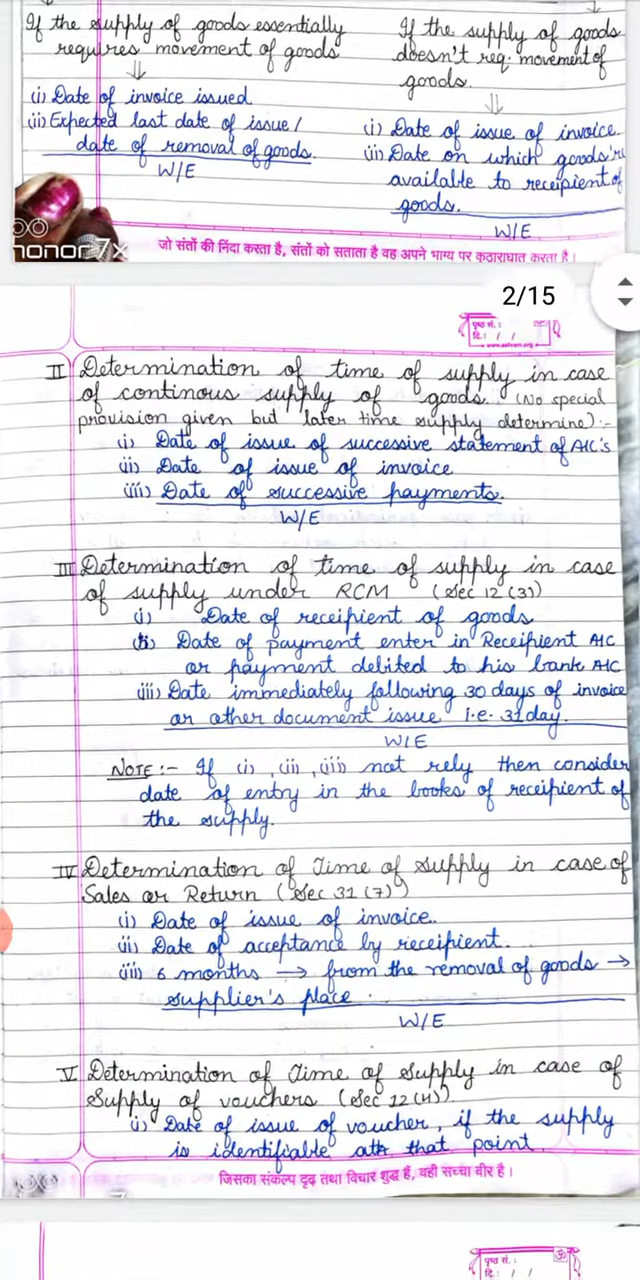 If the supply of goods essentially
requires movement of goods
⇓
(i) Date of invoice issued
(ii) Expected last date of issue /
date of removal of goods.
W/E
If the supply of goods
doesn't req. movement of
goods.
⇓
(i) Date of issue of invoice.
(ii) Date on which goods're
available to receipient of
goods.
W/E
honor 7x
जो संतों की निंदा करता है, संतों को सताता है वह अपने भाग्य पर कुठाराघात करता है।
2/15
पृष्ठ सं. :
दि.: / /
II Determination of time of supply in case
of continous supply of goods. (No special
provision given but later time supply determine) :-
(i) Date of issue of successive statement of A/C's
(ii) Date of issue of invoice
(iii) Date of successive payments.
W/E
III Determination of time of supply in case
of supply under RCM (Sec 12 (3))
(i) Date of receipient of goods
(ii) Date of payment enter in Receipient A/C
or payment debited to his bank A/C
(iii) Date immediately following 30 days of invoice
or other document issue i.e. 31 day.
W/E
NOTE :- If (i), (ii), (iii) not rely then consider
date of entry in the books of receipient of
the supply.
IV Determination of Time of supply in case of
Sales or Return (Sec 31 (7))
(i) Date of issue of invoice.
(ii) Date of acceptance by receipient.
(iii) 6 months → from the removal of goods →
supplier's place.
W/E
V Determination of Time of Supply in case of
Supply of vouchers (Sec 12 (4))
(i) Date of issue of voucher, if the supply
is identifiable at that point
जिसका संकल्प दृढ़ तथा विचार शुद्ध हैं, वही सच्चा वीर है।
पृष्ठ सं. :
दि.: / /